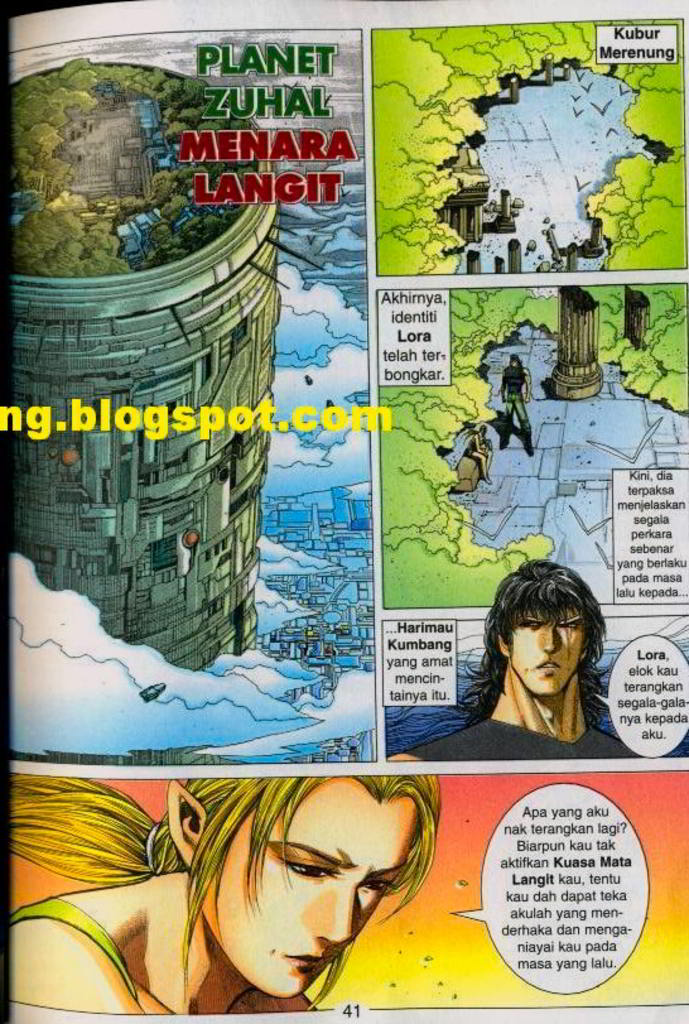 PLANET
ZUHAL
MENARA
LANGIT
Kubur
Merenung
Akhirnya,
identiti
Lora
telah ter-
bongkar.
Kini, dia
terpaksa
menjelaskan
segala
perkara
sebenar
yang berlaku
pada masa
lalu kepada...
...Harimau
Kumbang
yang amat
mencin-
tainya itu.
Lora,
elok kau
terangkan
segala-gala-
nya kepada
aku.
ng.blogspot.com
Apa yang aku
nak terangkan lagi?
Biarpun kau tak
aktifkan Kuasa Mata
Langit kau, tentu
kau dah dapat teka
akulah yang men-
derhaka dan menga-
niayai kau pada
masa yang lalu.
41